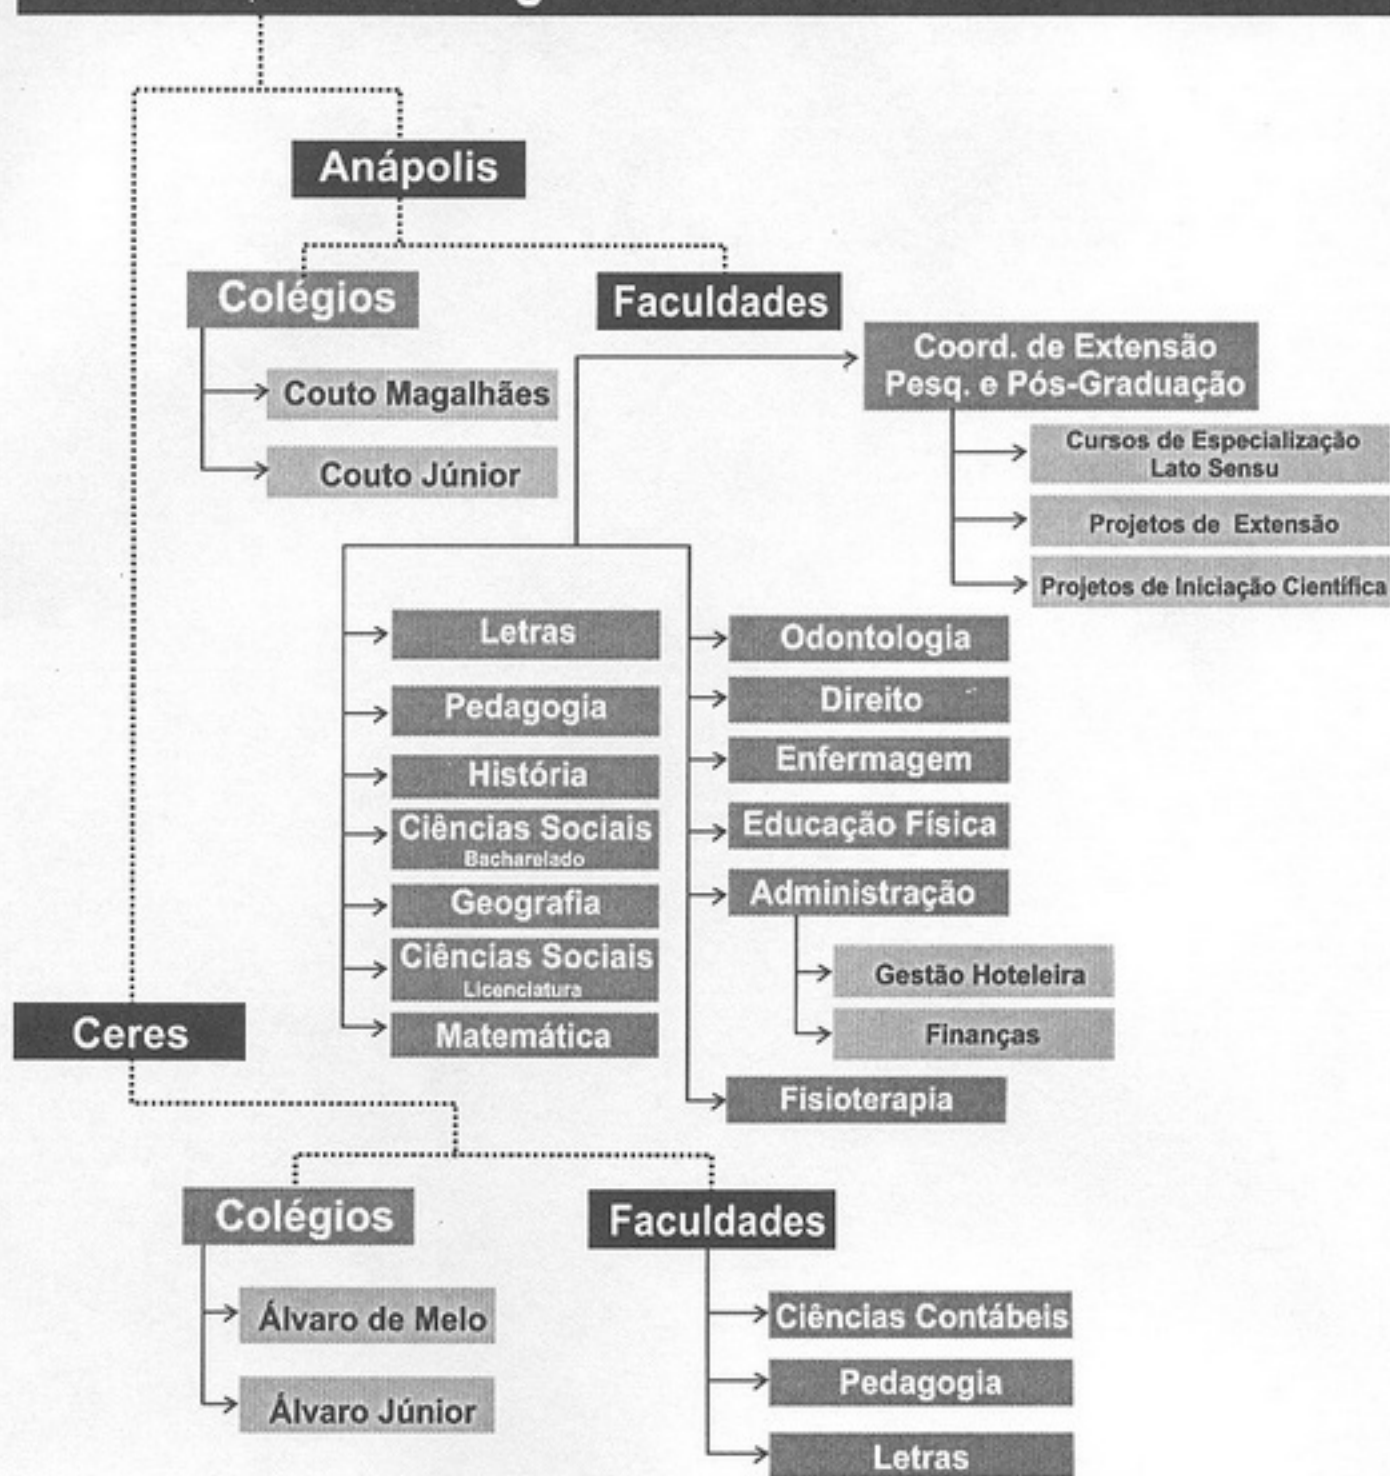 Anápolis
Colégios
Faculdades
Couto Magalhães
Couto Júnior
Coord. de Extensão
Pesq. e Pós-Graduação
Cursos de Especialização
Lato Sensu
Projetos de Extensão
Projetos de Iniciação Científica
Letras
Pedagogia
História
Ciências Sociais
Bacharelado
Geografia
Ciências Sociais
Licenciatura
Matemática
Odontologia
Direito
Enfermagem
Educação Física
Administração
Gestão Hoteleira
Finanças
Fisioterapia
Ceres
Colégios
Faculdades
Álvaro de Melo
Álvaro Júnior
Ciências Contábeis
Pedagogia
Letras